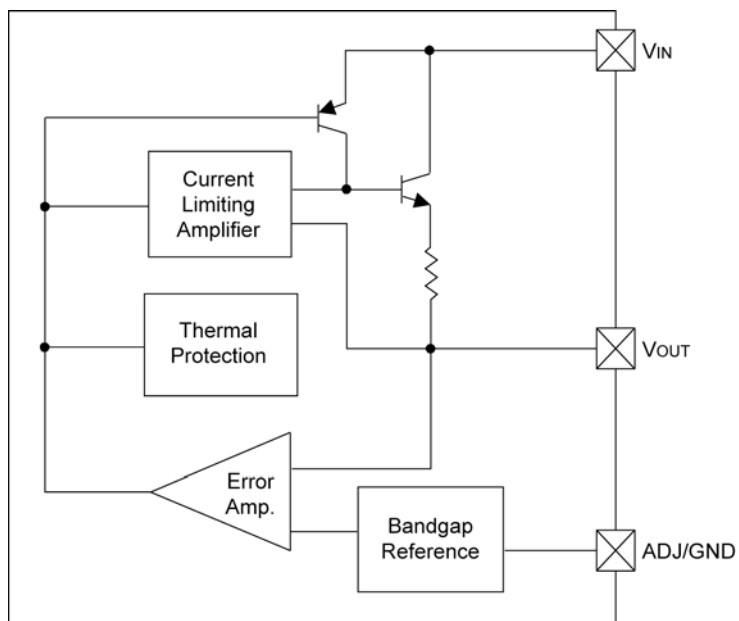 VIN
Current
Limiting
Amplifier
Thermal
Protection
VOUT
Error
Amp.
Bandgap
Reference
ADJ/GND